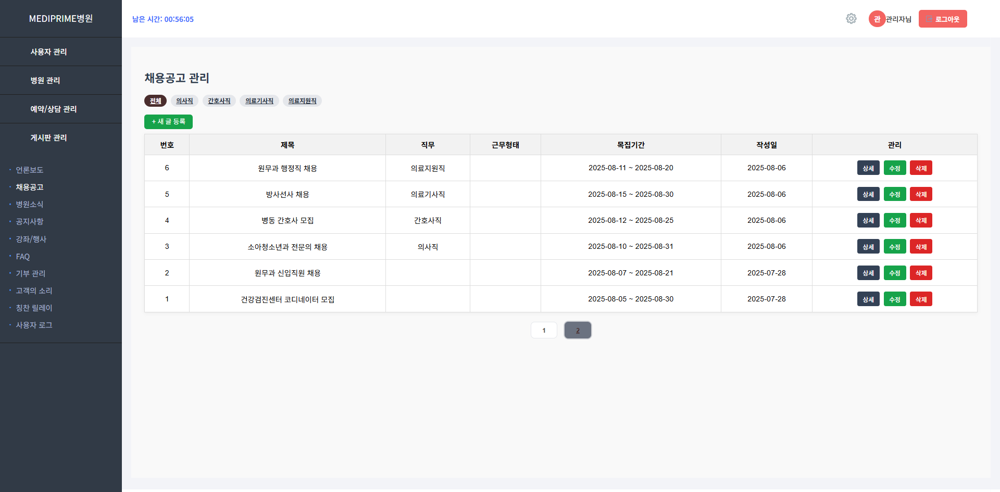 MEDIPRIME병원
남은 시간: 00:56:05
관 관리자님 로그아웃
사용자 관리
병원 관리
예약/상담 관리
게시판 관리
· 언론보도
· 채용공고
· 병원소식
· 공지사항
· 강좌/행사
· FAQ
· 기부 관리
· 고객의 소리
· 칭찬 릴레이
· 사용자 로그
채용공고 관리
전체 의사직 간호사직 의료기사직 의료지원직
+ 새 글 등록
번호 제목 직무 근무형태 목집기간 작성일 관리
6 원무과 행정직 채용 의료지원직 2025-08-11 ~ 2025-08-20 2025-08-06 상세 수정 삭제
5 방사선사 채용 의료기사직 2025-08-15 ~ 2025-08-30 2025-08-06 상세 수정 삭제
4 병동 간호사 모집 간호사직 2025-08-12 ~ 2025-08-25 2025-08-06 상세 수정 삭제
3 소아청소년과 전문의 채용 의사직 2025-08-10 ~ 2025-08-31 2025-08-06 상세 수정 삭제
2 원무과 신입직원 채용 2025-08-07 ~ 2025-08-21 2025-07-28 상세 수정 삭제
1 건강검진센터 코디네이터 모집 2025-08-05 ~ 2025-08-30 2025-07-28 상세 수정 삭제
1 2